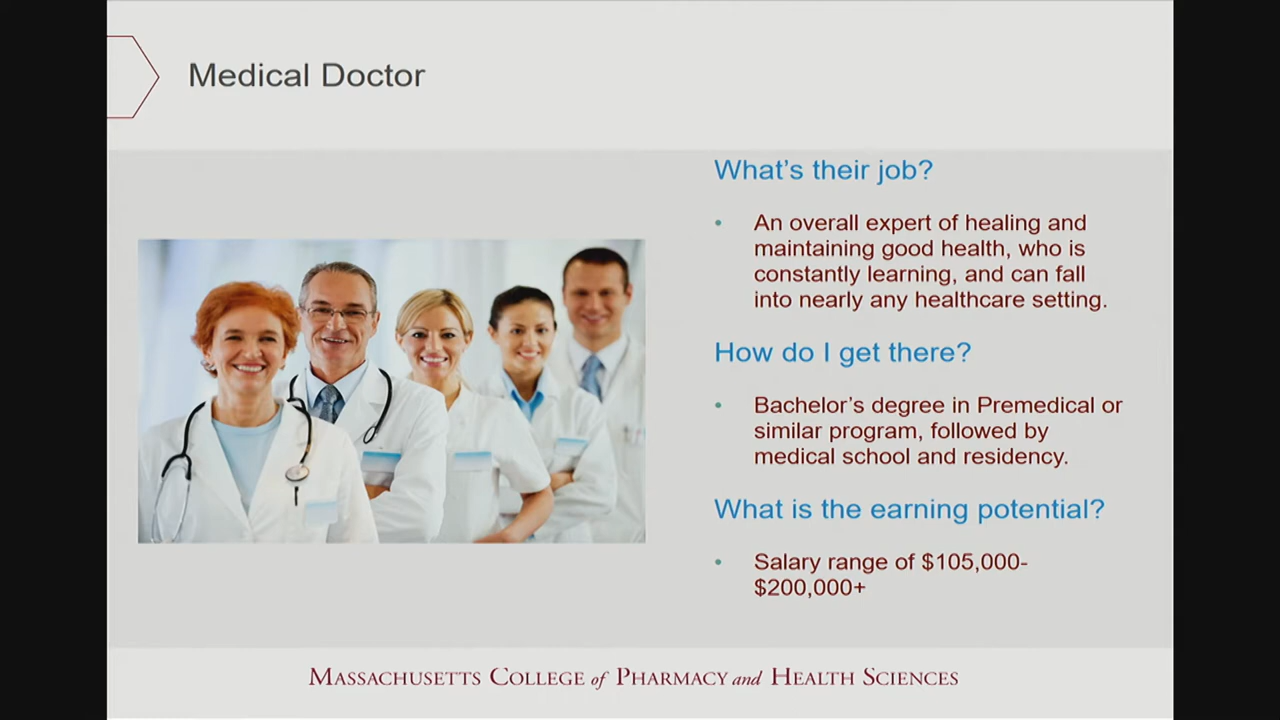 Medical Doctor
What's their job?
• An overall expert of healing and
maintaining good health, who is
constantly learning, and can fall
into nearly any healthcare setting.
How do I get there?
• Bachelor's degree in Premedical or
similar program, followed by
medical school and residency.
What is the earning potential?
• Salary range of $105,000-
$200,000+
MASSACHUSETTS COLLEGE of PHARMACY and HEALTH SCIENCES